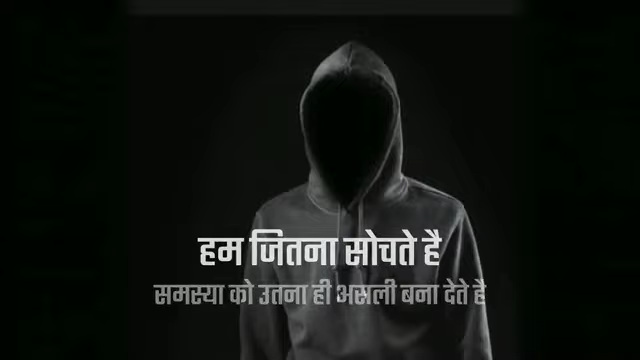 हम जितना सोचते है
समस्या को उतना ही असली बना देते है